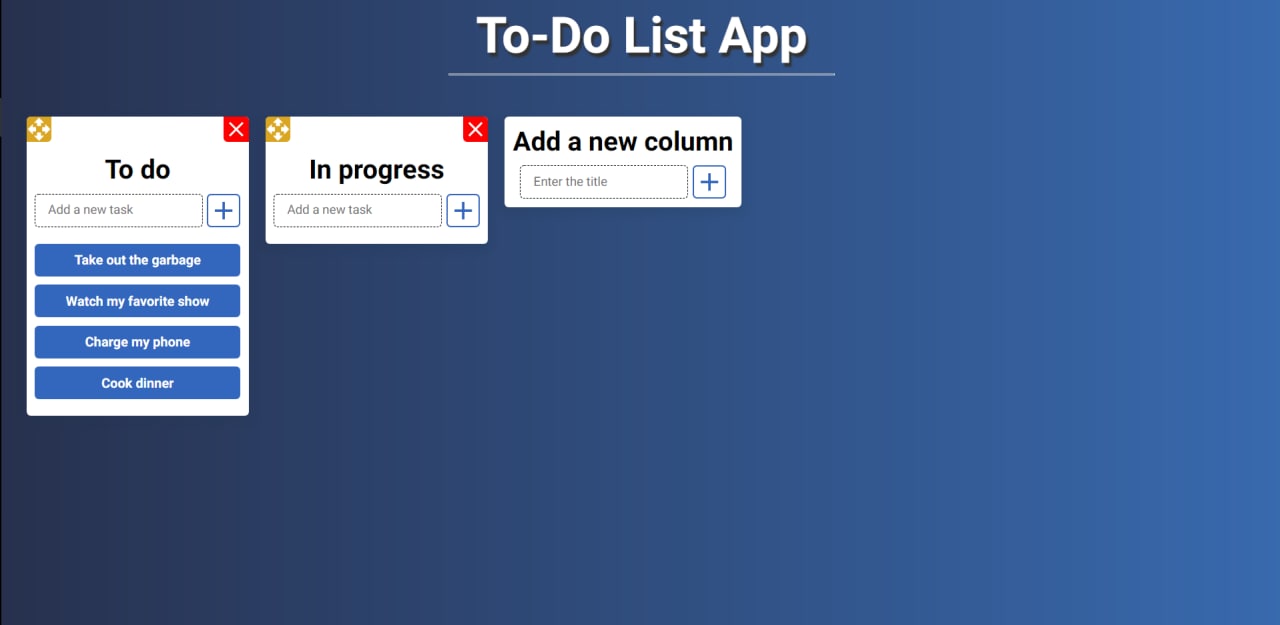 To-Do List App
To do
Add a new task
Take out the garbage
Watch my favorite show
Charge my phone
Cook dinner
In progress
Add a new task
Add a new column
Enter the title